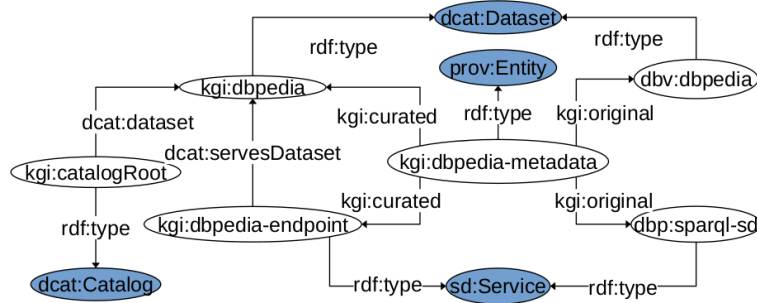 dcat:Dataset
rdf:type
rdf:type
prov:Entity
kgi:dbpedia
dbv:dbpedia
kgi:curated
rdf:type
kgi:original
dcat:dataset
dcat:servesDataset
kgi:dbpedia-metadata
kgi:catalogRoot
kgi:curated
kgi:original
rdf:type
kgi:dbpedia-endpoint
dbp:sparql-sd
dcat:Catalog
rdf:type
sd:Service
rdf:type